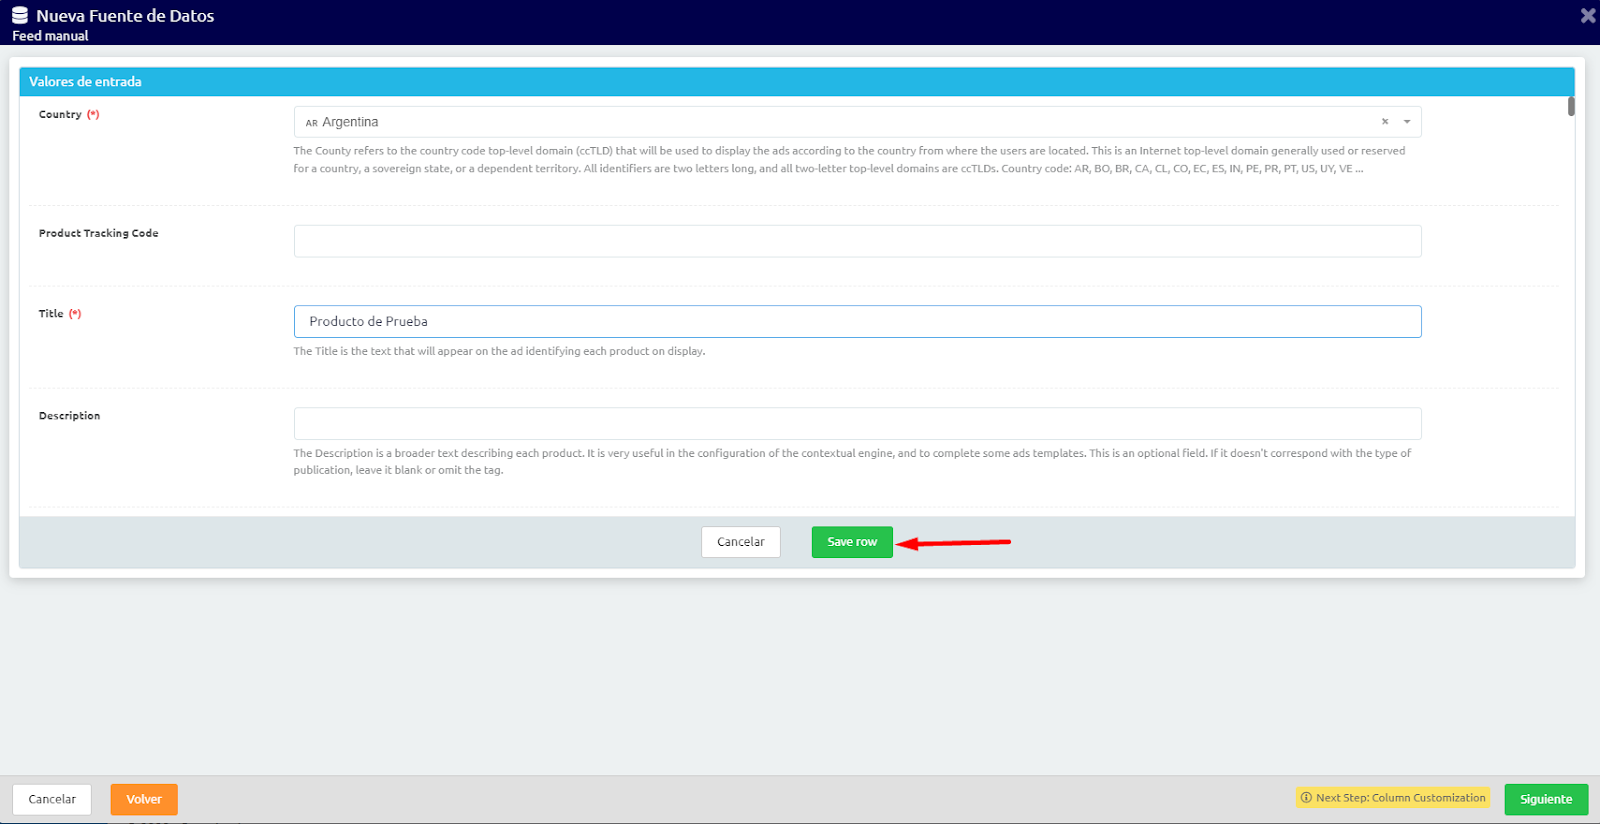 Nueva Fuente de Datos
Feed manual
Valores de entrada
Country (*)
AR Argentina
The County refers to the country code top-level domain (ccTLD) that will be used to display the ads according to the country from where the users are located. This is an Internet top-level domain generally used or reserved
for a country, a sovereign state, or a dependent territory. All identifiers are two letters long, and all two-letter top-level domains are ccTLDs. Country code: AR, BO, BR, CA, CL, CO, EC, ES, IN, PE, PR, PT, US, UY, VE ...
Product Tracking Code
Title (*)
Producto de Prueba
The Title is the text that will appear on the ad identifying each product on display.
Description
The Description is a broader text describing each product. It is very useful in the configuration of the contextual engine, and to complete some ads templates. This is an optional field. If it doesn't correspond with the type of
publication, leave it blank or omit the tag.
Cancelar
Save row
Cancelar
Volver
Next Step: Column Customization
Siguiente